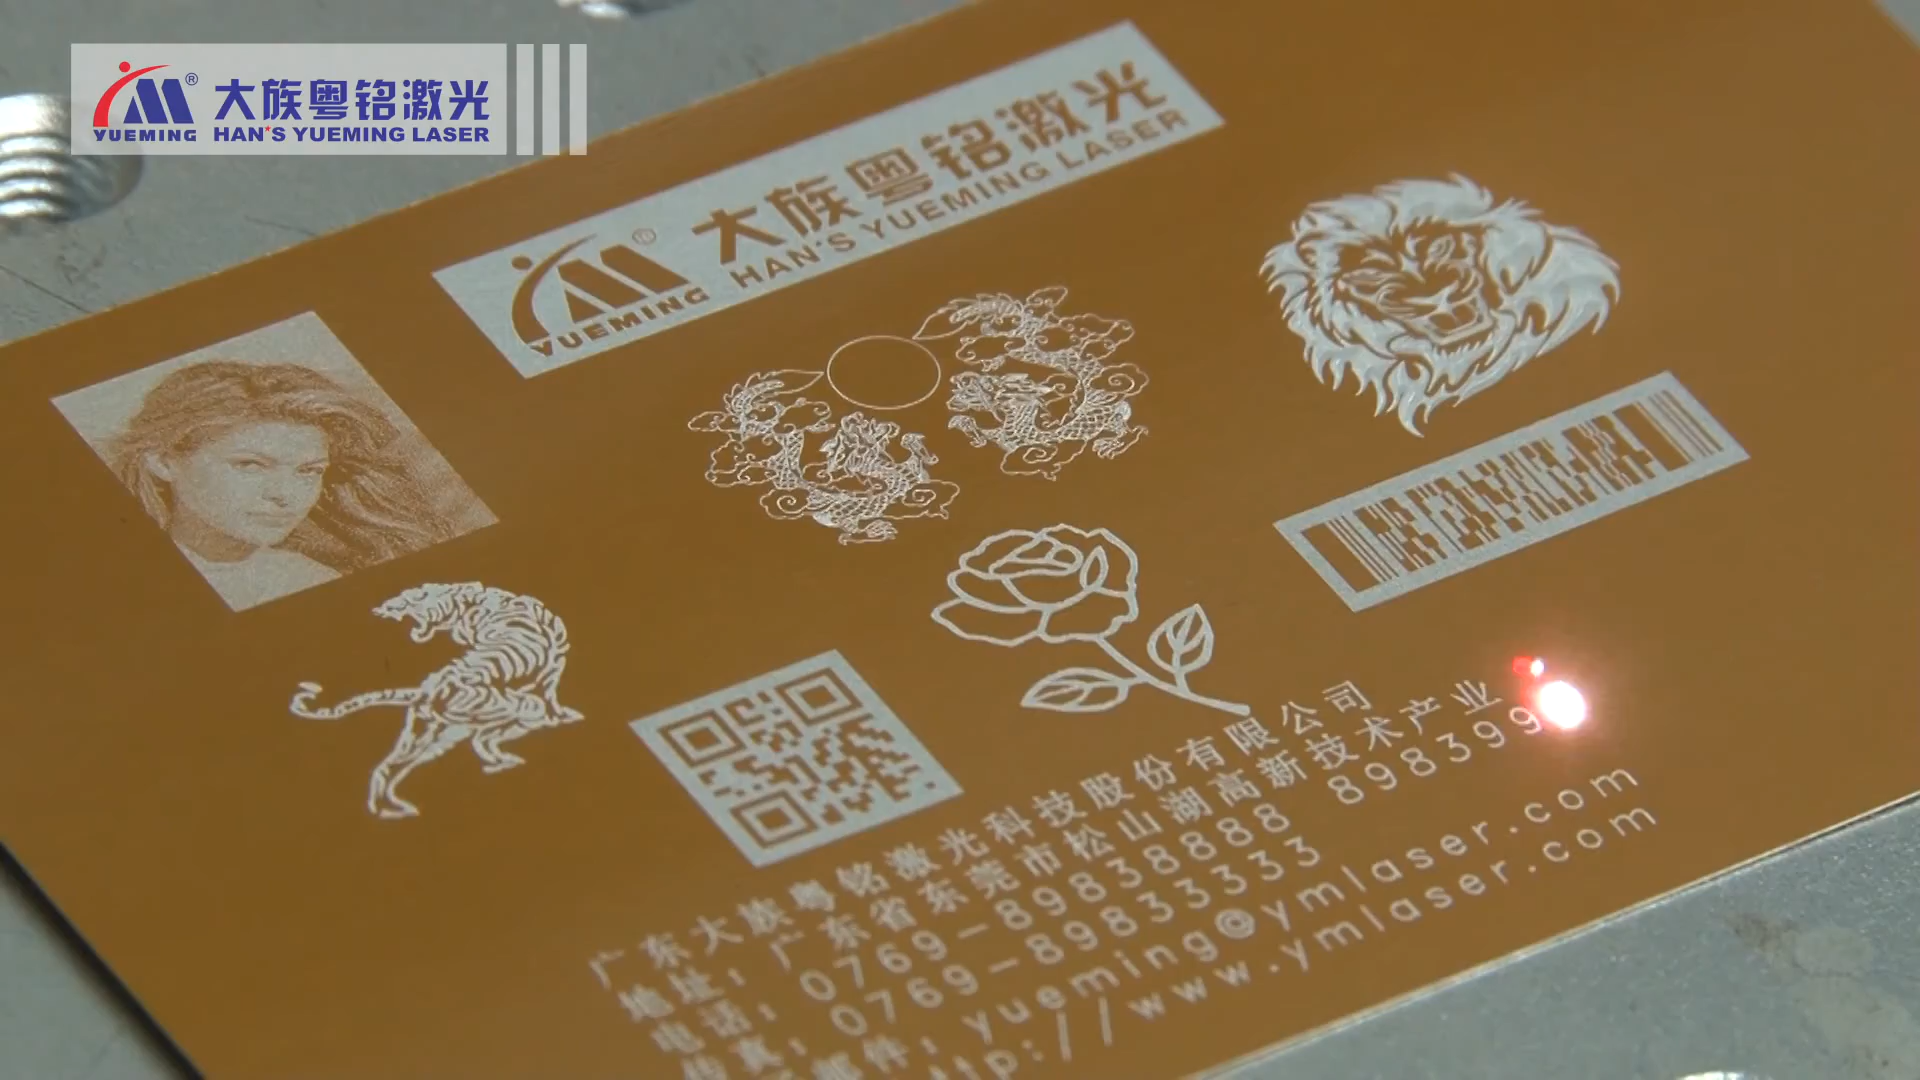 大族粤铭激光
YUEMING HAN'S YUEMING LASER
大族粤铭激光
YUEMING HAN'S YUEMING LASER
广东大族粤铭激光科技股份有限公司
地址：广东省东莞市松山湖高新技术产业
电话：0769-89838888 898399
传真：0769-89833333
邮件：yueming@ymlaser.com
ttp://www.ymlaser.com